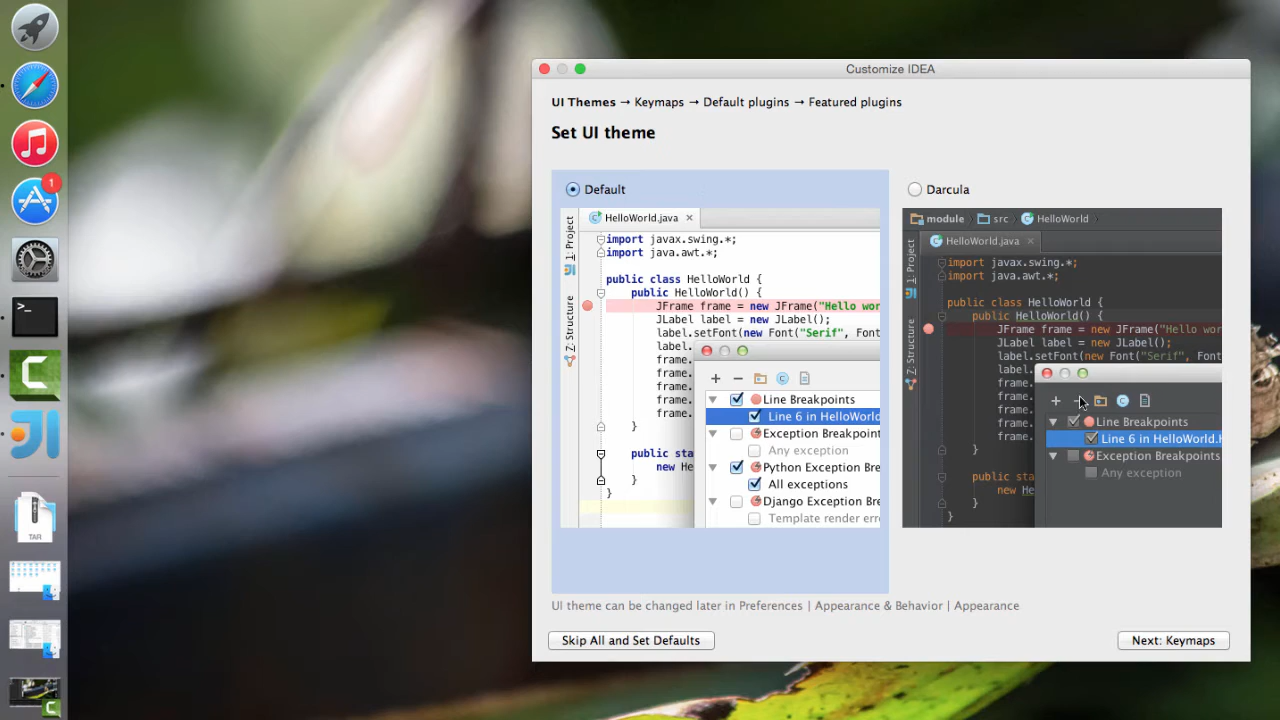 1
Customize IDEA
UI Themes → Keymaps → Default plugins → Featured plugins
Set UI theme
Default
HelloWorld.java
1: Project
7: Structure
import javax.swing.*;
import java.awt.*;
public class HelloWorld {
public HelloWorld() {
JFrame frame = new JFrame("Hello wor
JLabel label = new JLabel();
label.setFont(new Font("Serif", Font
label.
frame.
frame.
frame.
frame.
}
public sta
new He
}
}
Line Breakpoints
Line 6 in HelloWorld
Exception Breakpoint
Any exception
Python Exception Bre
All exceptions
Django Exception Bre
Template render erro
Darcula
module
src
HelloWorld
HelloWorld.java
1: Project
7: Structure
import javax.swing.*;
import java.awt.*;
public class HelloWorld {
public HelloWorld() {
JFrame frame = new JFrame("Hello wor
JLabel label = new JLabel();
label.setFont(new Font("Serif", Font
label.
frame.
frame.
frame.
frame.
}
public sta
new He
}
}
Line Breakpoints
Line 6 in HelloWorld.
Exception Breakpoints
Any exception
UI theme can be changed later in Preferences | Appearance & Behavior | Appearance
Skip All and Set Defaults
Next: Keymaps
>_
TAR